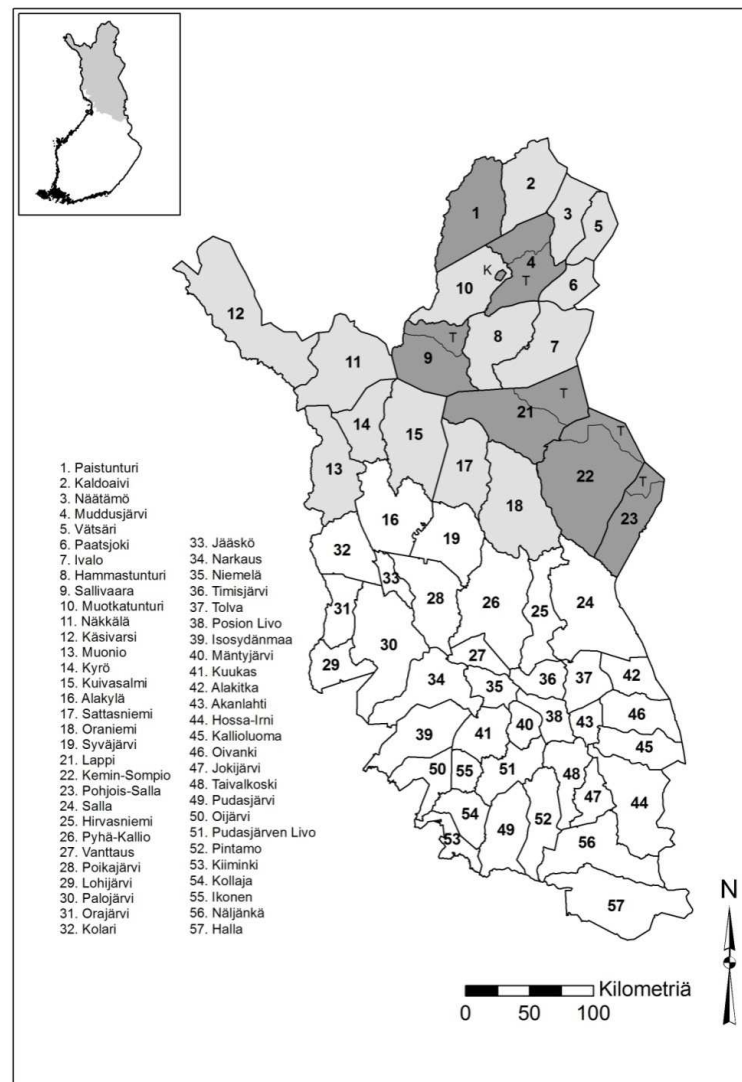 1
2
3
5
4
K
T
10
6
12
T
8
7
9
11
T
21
14
15
T
13
17
22
T
18
23
16
19
32
33
24
28
26
25
31
30
29
27
42
36
37
34
35
46
38
43
39
41
40
45
50
55
51
48
47
44
54
49
52
53
56
57
1. Paistunturi
2. Kaldoaivi
3. Näätämö
4. Muddusjärvi
5. Vätsäri
6. Paatsjoki
7. Ivalo
8. Hammastunturi
9. Sallivaara
10. Muotkatunturi
11. Näkkälä
12. Käsivarsi
13. Muonio
14. Kyrö
15. Kuivasalmi
16. Alakylä
17. Sattasniemi
18. Oraniemi
19. Syväjärvi
21. Lappi
22. Kemin-Sompio
23. Pohjois-Salla
24. Salla
25. Hirvasniemi
26. Pyhä-Kallio
27. Vanttaus
28. Poikajärvi
29. Lohijärvi
30. Palojärvi
31. Orajärvi
32. Kolari
33. Jääskö
34. Narkaus
35. Niemelä
36. Timisjärvi
37. Tolva
38. Posion Livo
39. Isosydänmaa
40. Mäntyjärvi
41. Kuukas
42. Alakitka
43. Akanlahti
44. Hossa-Irni
45. Kallioluoma
46. Oivanki
47. Jokijärvi
48. Taivalkoski
49. Pudasjärvi
50. Oijärvi
51. Pudasjärven Livo
52. Pintamo
53. Kiiminki
54. Kollaja
55. Ikonen
56. Näljänkä
57. Halla
N
Kilometriä
0 50 100